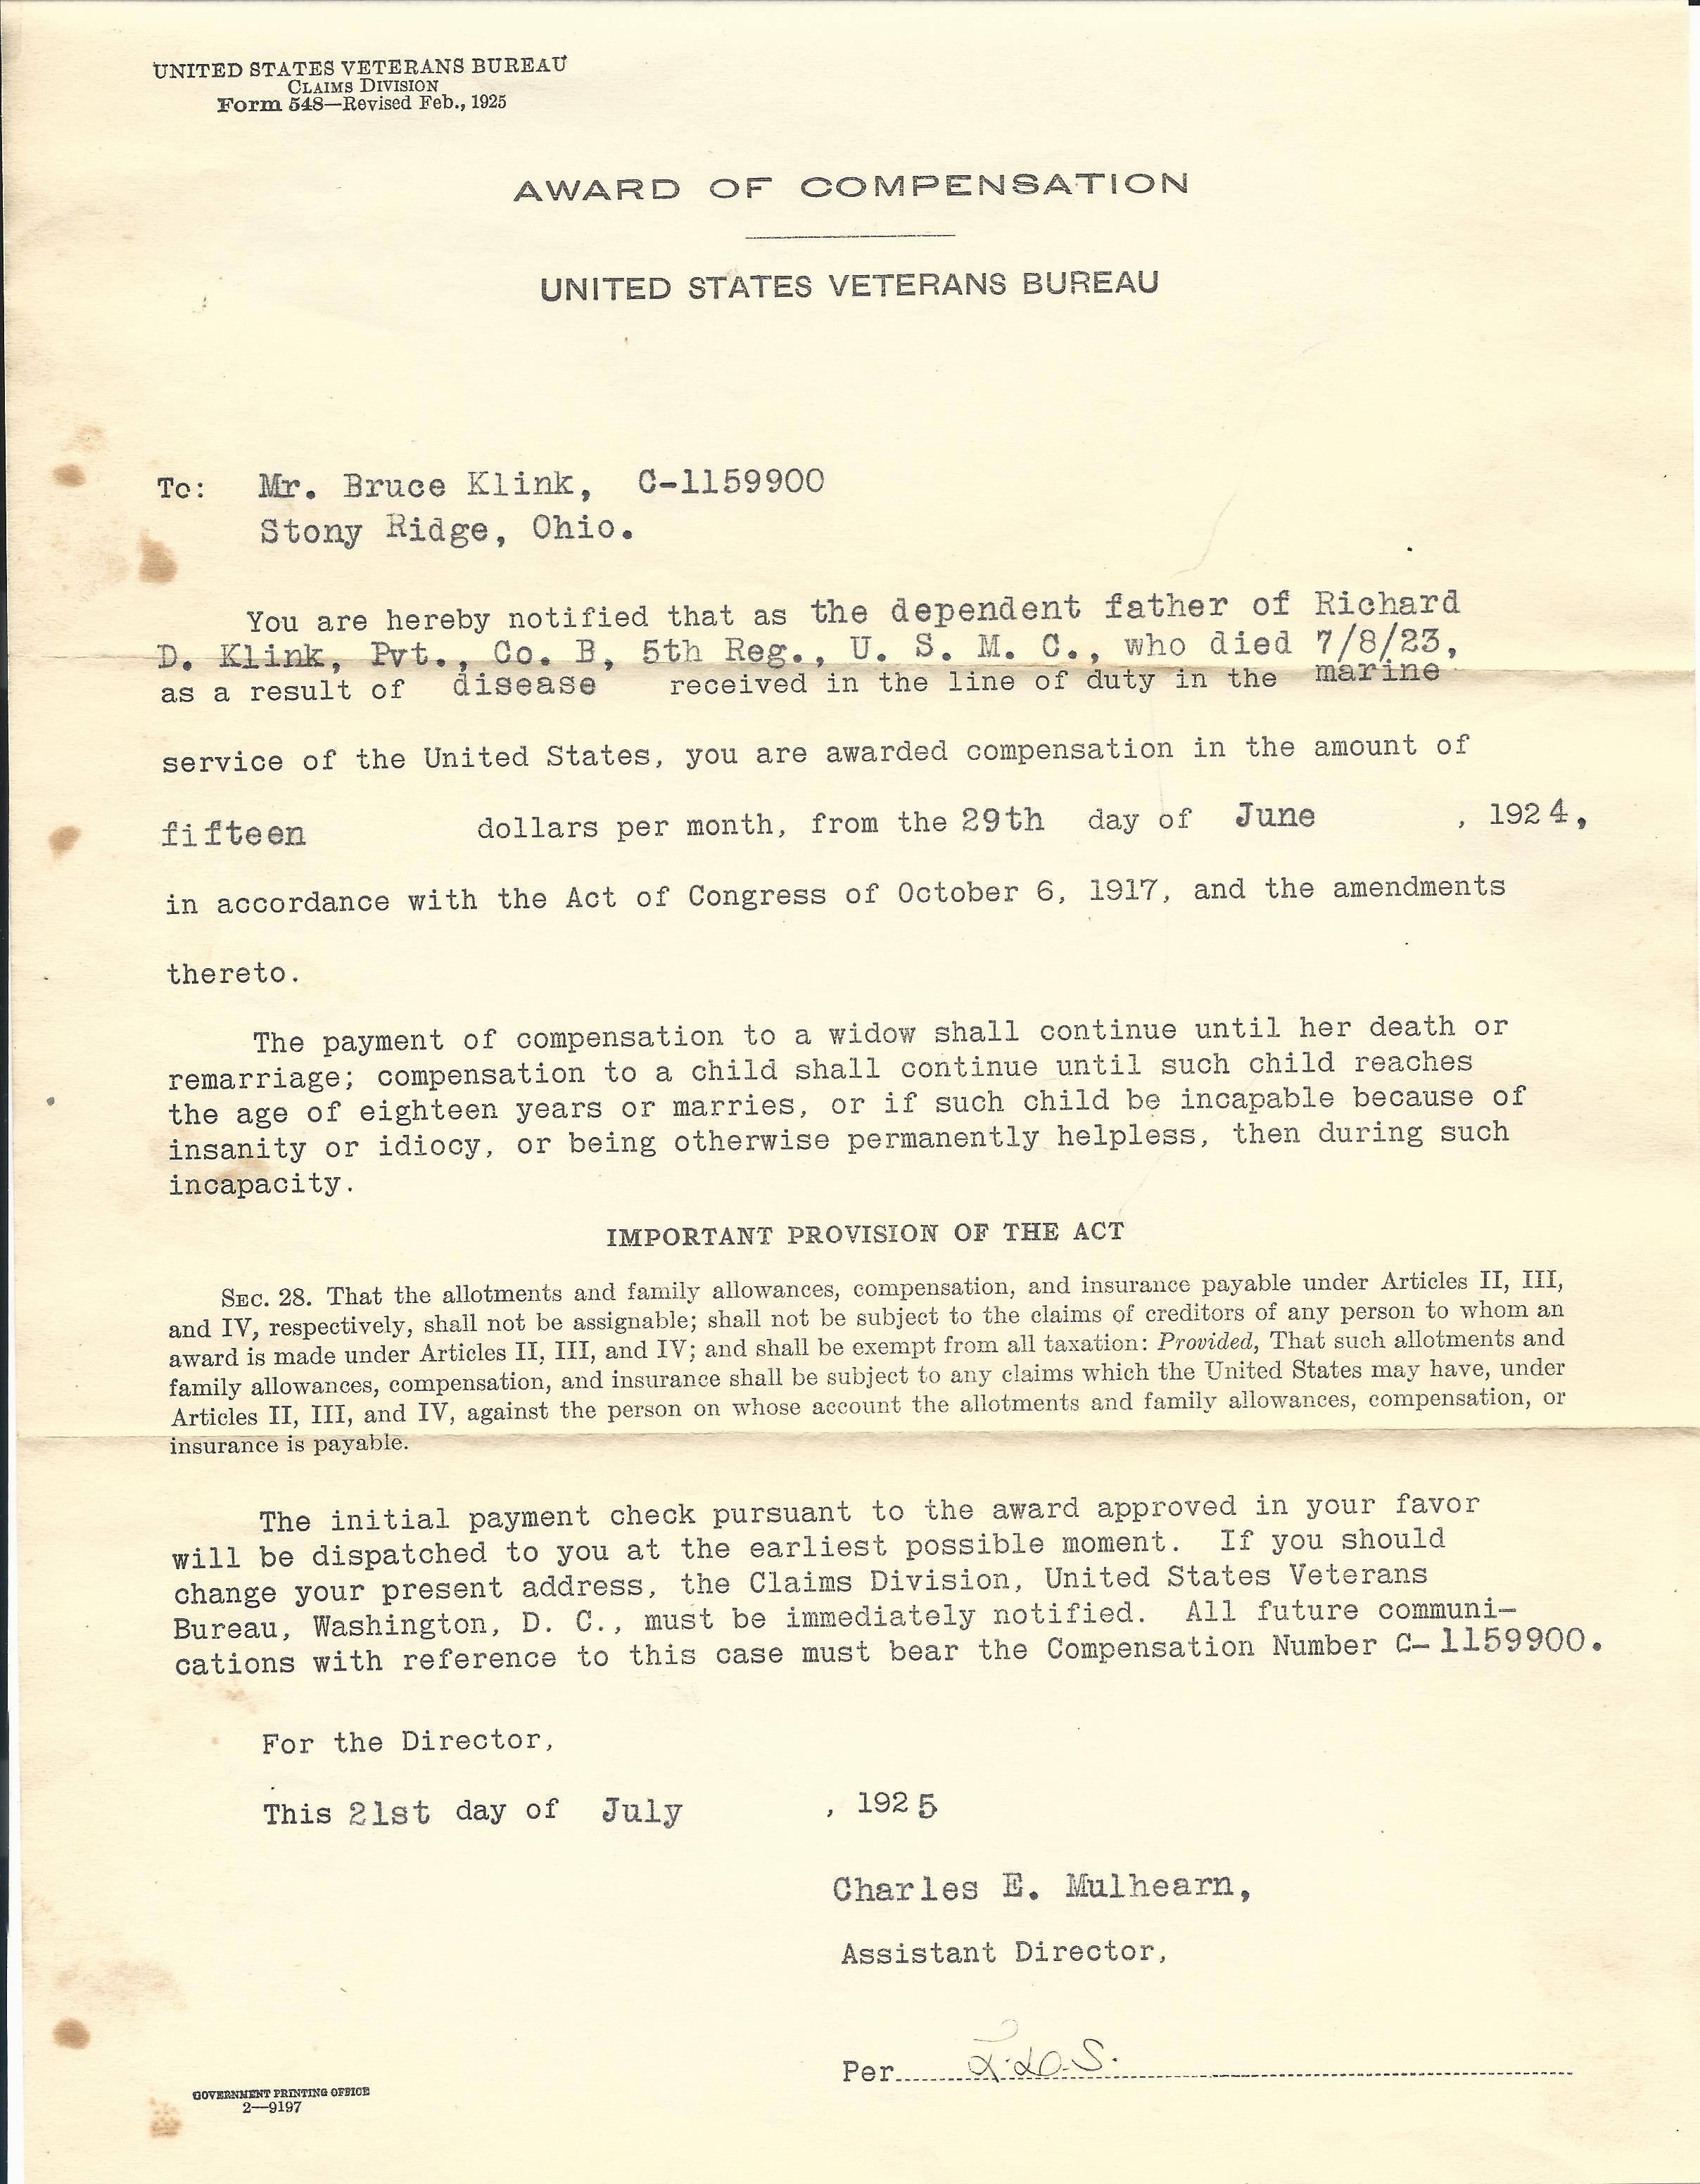 UNITED STATES VETERANS BUREAU
CLAIMS DIVISION
Form 548—Revised Feb., 1925
AWARD OF COMPENSATION
UNITED STATES VETERANS BUREAU
To: Mr. Bruce Klink, C-1159900
Stony Ridge, Ohio.
You are hereby notified that as the dependent father of Richard
D. Klink, Pvt., Co. B, 5th Reg., U. S. M. C., who died 7/8/23,
as a result of disease received in the line of duty in the marine
service of the United States, you are awarded compensation in the amount of
fifteen dollars per month, from the 29th day of June , 1924,
in accordance with the Act of Congress of October 6, 1917, and the amendments
thereto.
The payment of compensation to a widow shall continue until her death or
remarriage; compensation to a child shall continue until such child reaches
the age of eighteen years or marries, or if such child be incapable because of
insanity or idiocy, or being otherwise permanently helpless, then during such
incapacity.
IMPORTANT PROVISION OF THE ACT
SEC. 28. That the allotments and family allowances, compensation, and insurance payable under Articles II, III,
and IV, respectively, shall not be assignable; shall not be subject to the claims of creditors of any person to whom an
award is made under Articles II, III, and IV; and shall be exempt from all taxation: Provided, That such allotments and
family allowances, compensation, and insurance shall be subject to any claims which the United States may have, under
Articles II, III, and IV, against the person on whose account the allotments and family allowances, compensation, or
insurance is payable.
The initial payment check pursuant to the award approved in your favor
will be dispatched to you at the earliest possible moment. If you should
change your present address, the Claims Division, United States Veterans
Bureau, Washington, D. C., must be immediately notified. All future communi-
cations with reference to this case must bear the Compensation Number C-1159900.
For the Director,
This 21st day of July , 1925
Charles E. Mulhearn,
Assistant Director,
Per
GOVERNMENT PRINTING OFFICE
2—9197